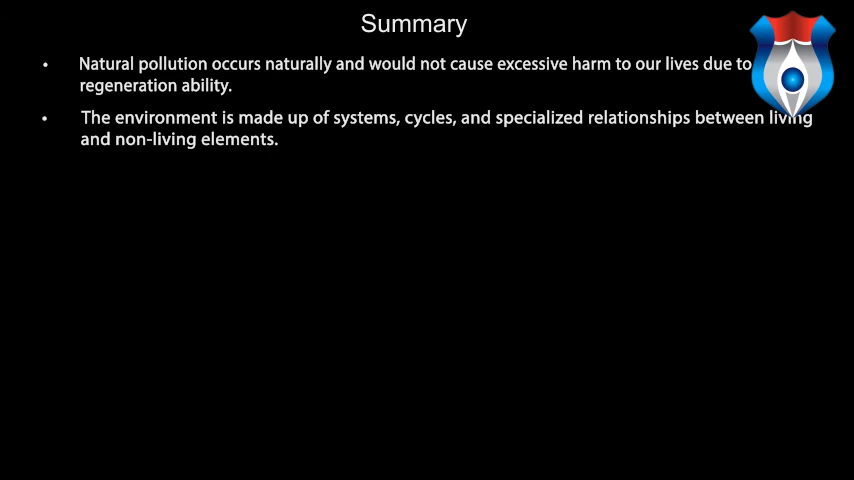 Summary
• Natural pollution occurs naturally and would not cause excessive harm to our lives due to
regeneration ability.
• The environment is made up of systems, cycles, and specialized relationships between living
and non-living elements.